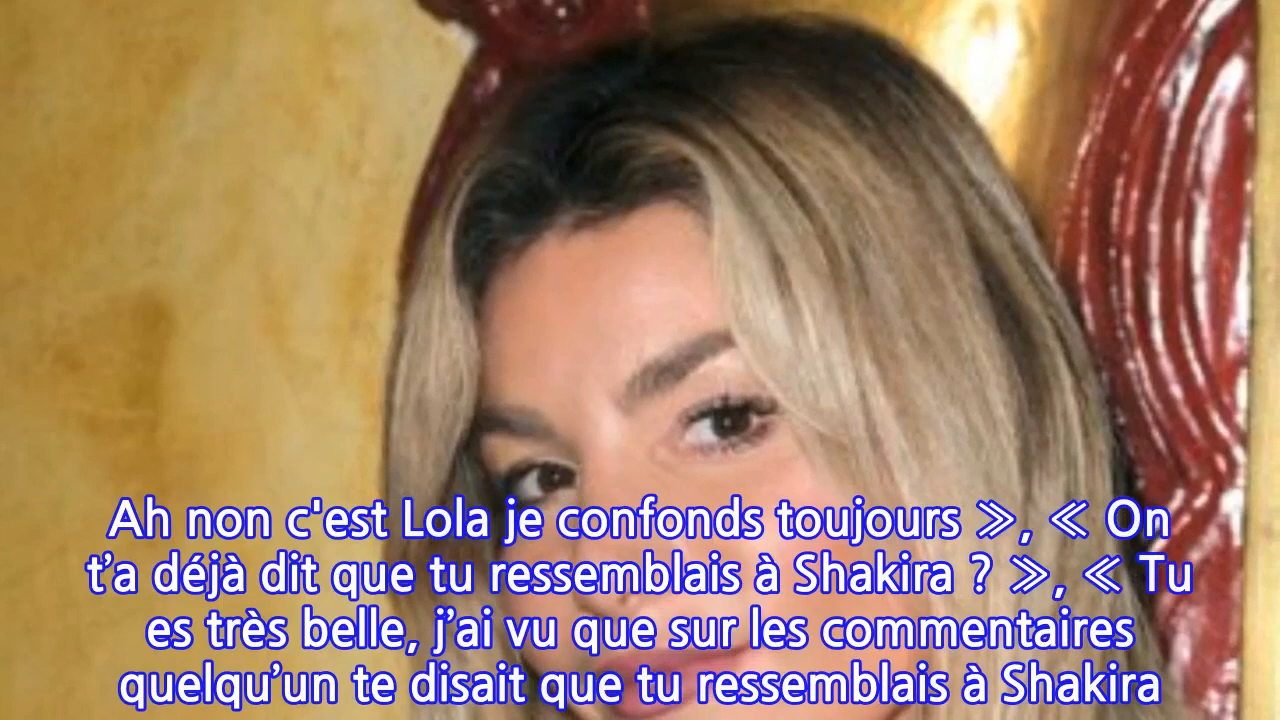 Ah non c'est Lola je confonds toujours ≫, ≪ On
t’a déjà dit que tu ressemblais à Shakira ? ≫, ≪ Tu
es très belle, j’ai vu que sur les commentaires
quelqu’un te disait que tu ressemblais à Shakira